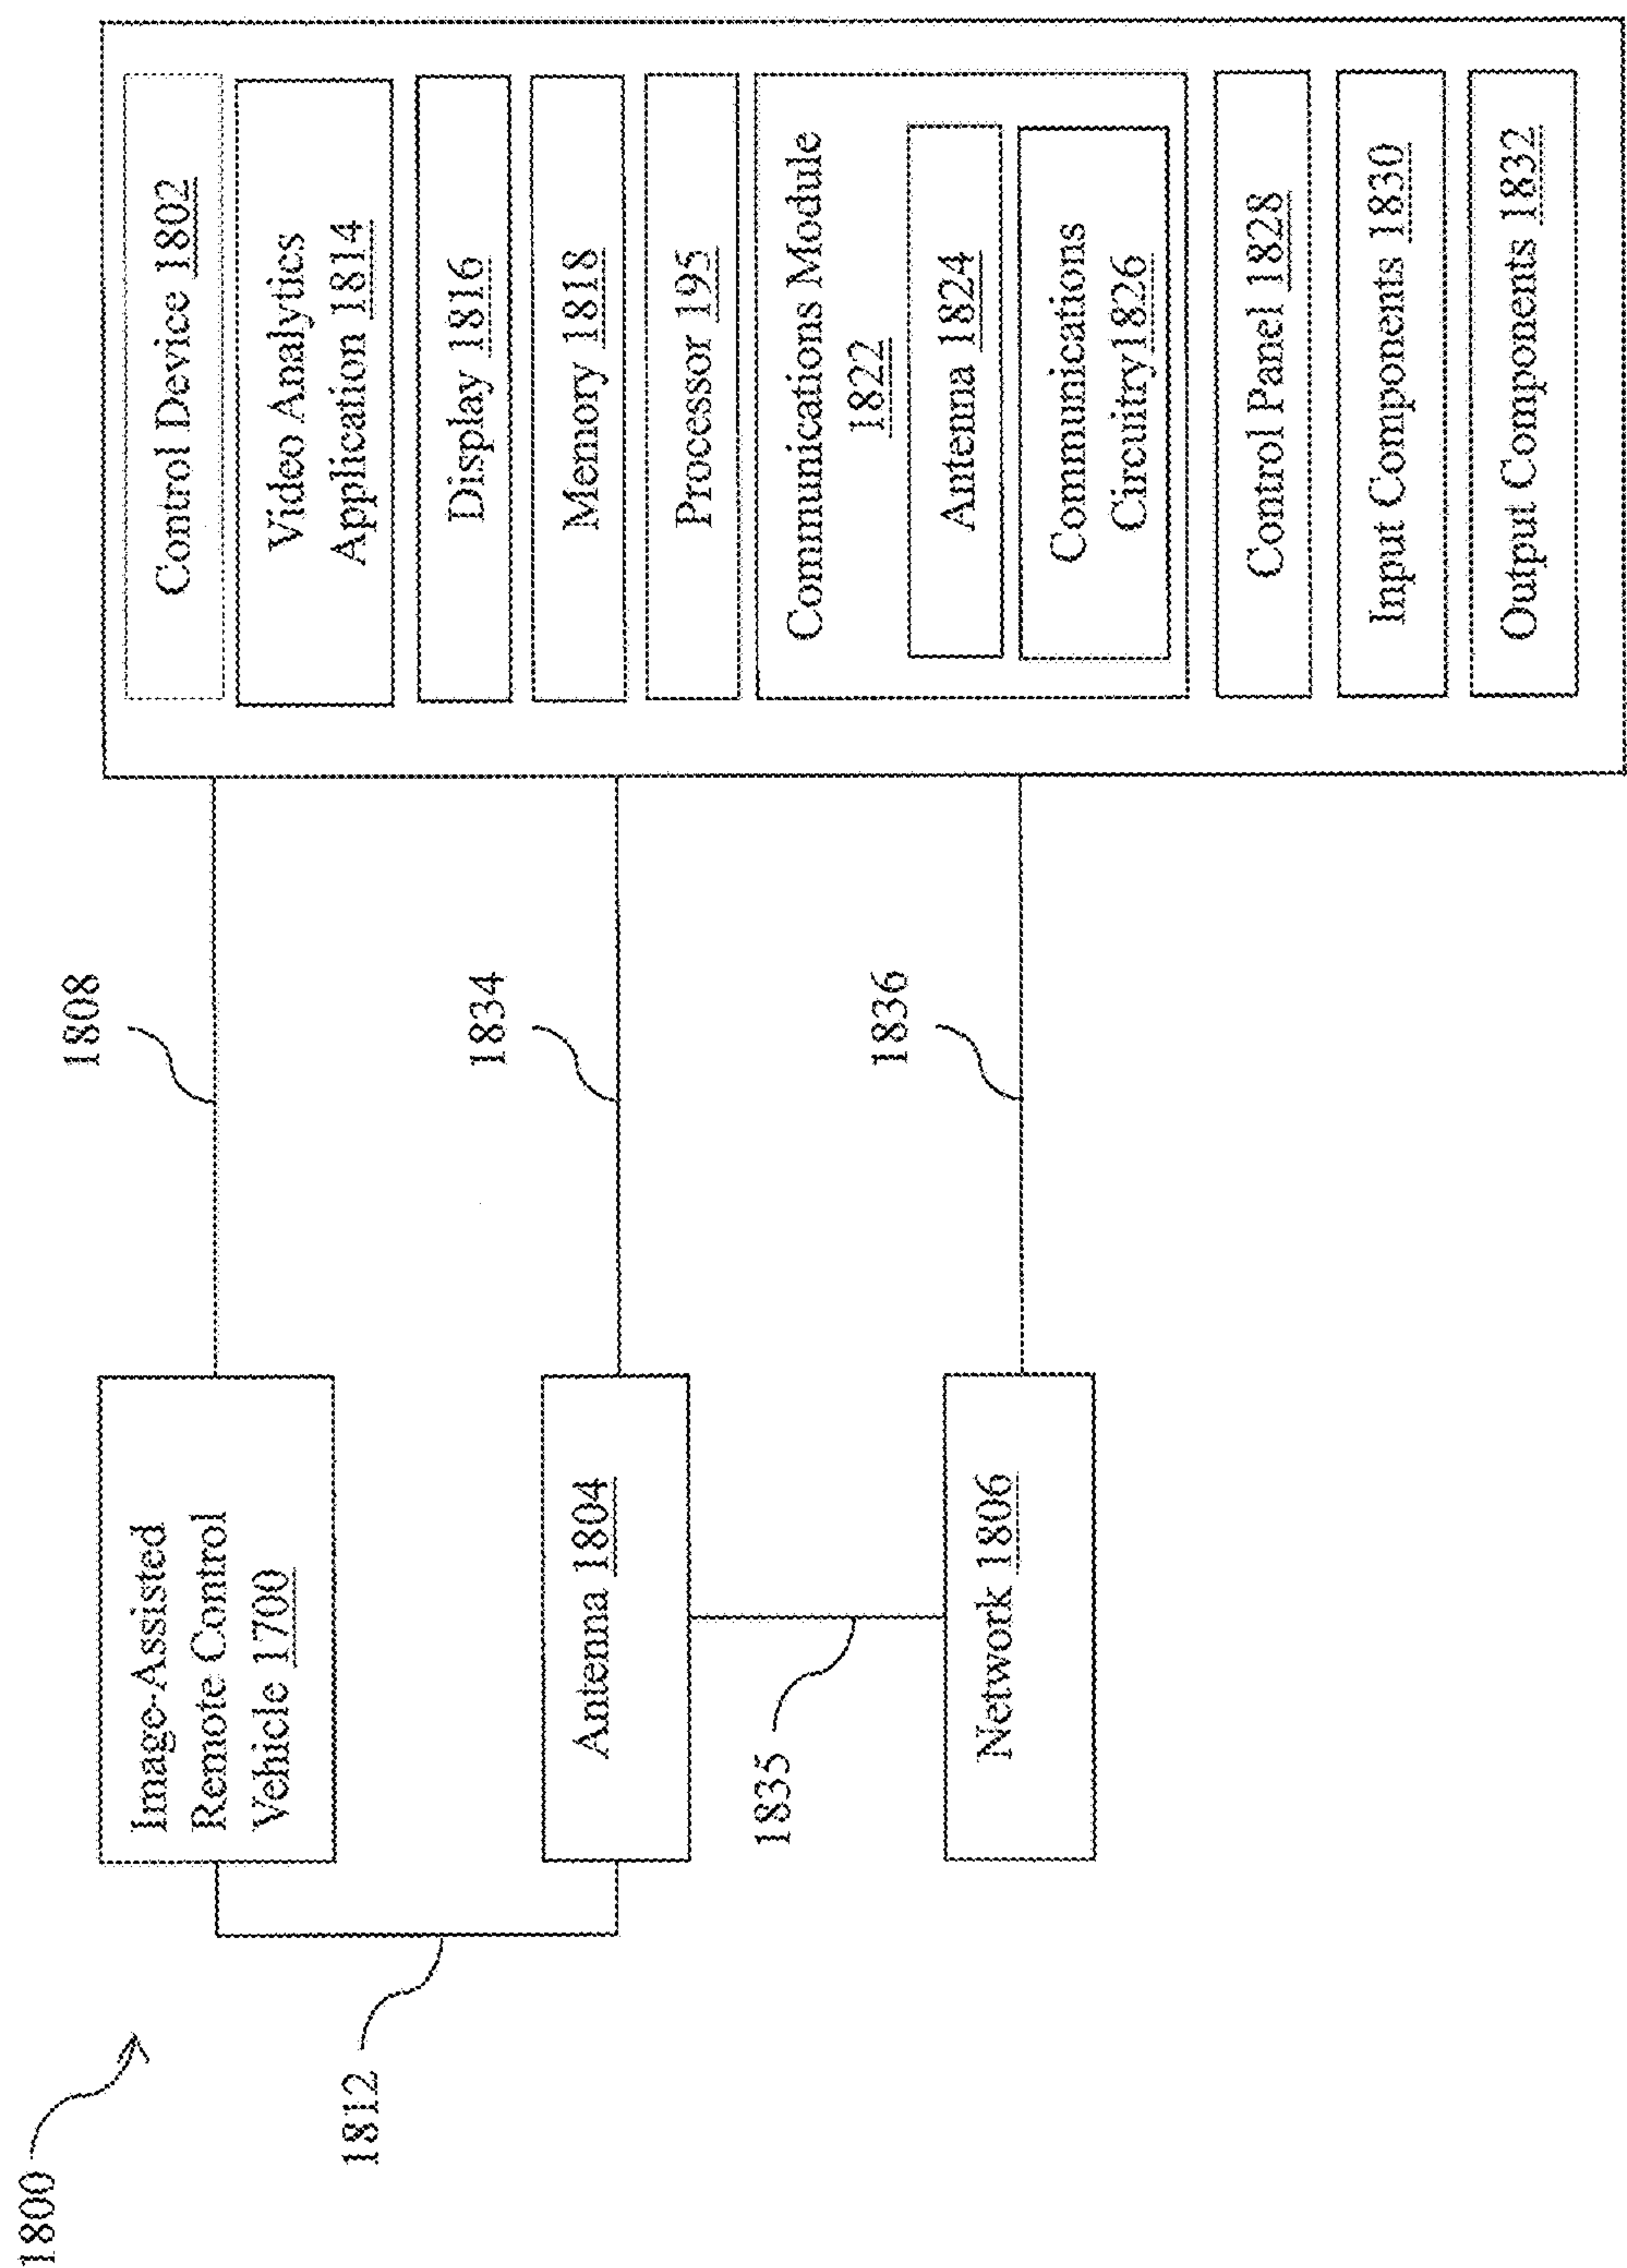 1800
1812
Image-Assisted
Remote Control
Vehicle 1700
Antenna 1804
1835
Network 1806
1808
1834
1836
Control Device 1802
Video Analytics
Application 1814
Display 1816
Memory 1818
Processor 195
Communications Module
1822
Antenna 1824
Communications
Circuitry1826
Control Panel 1828
Input Components 1830
Output Components 1832